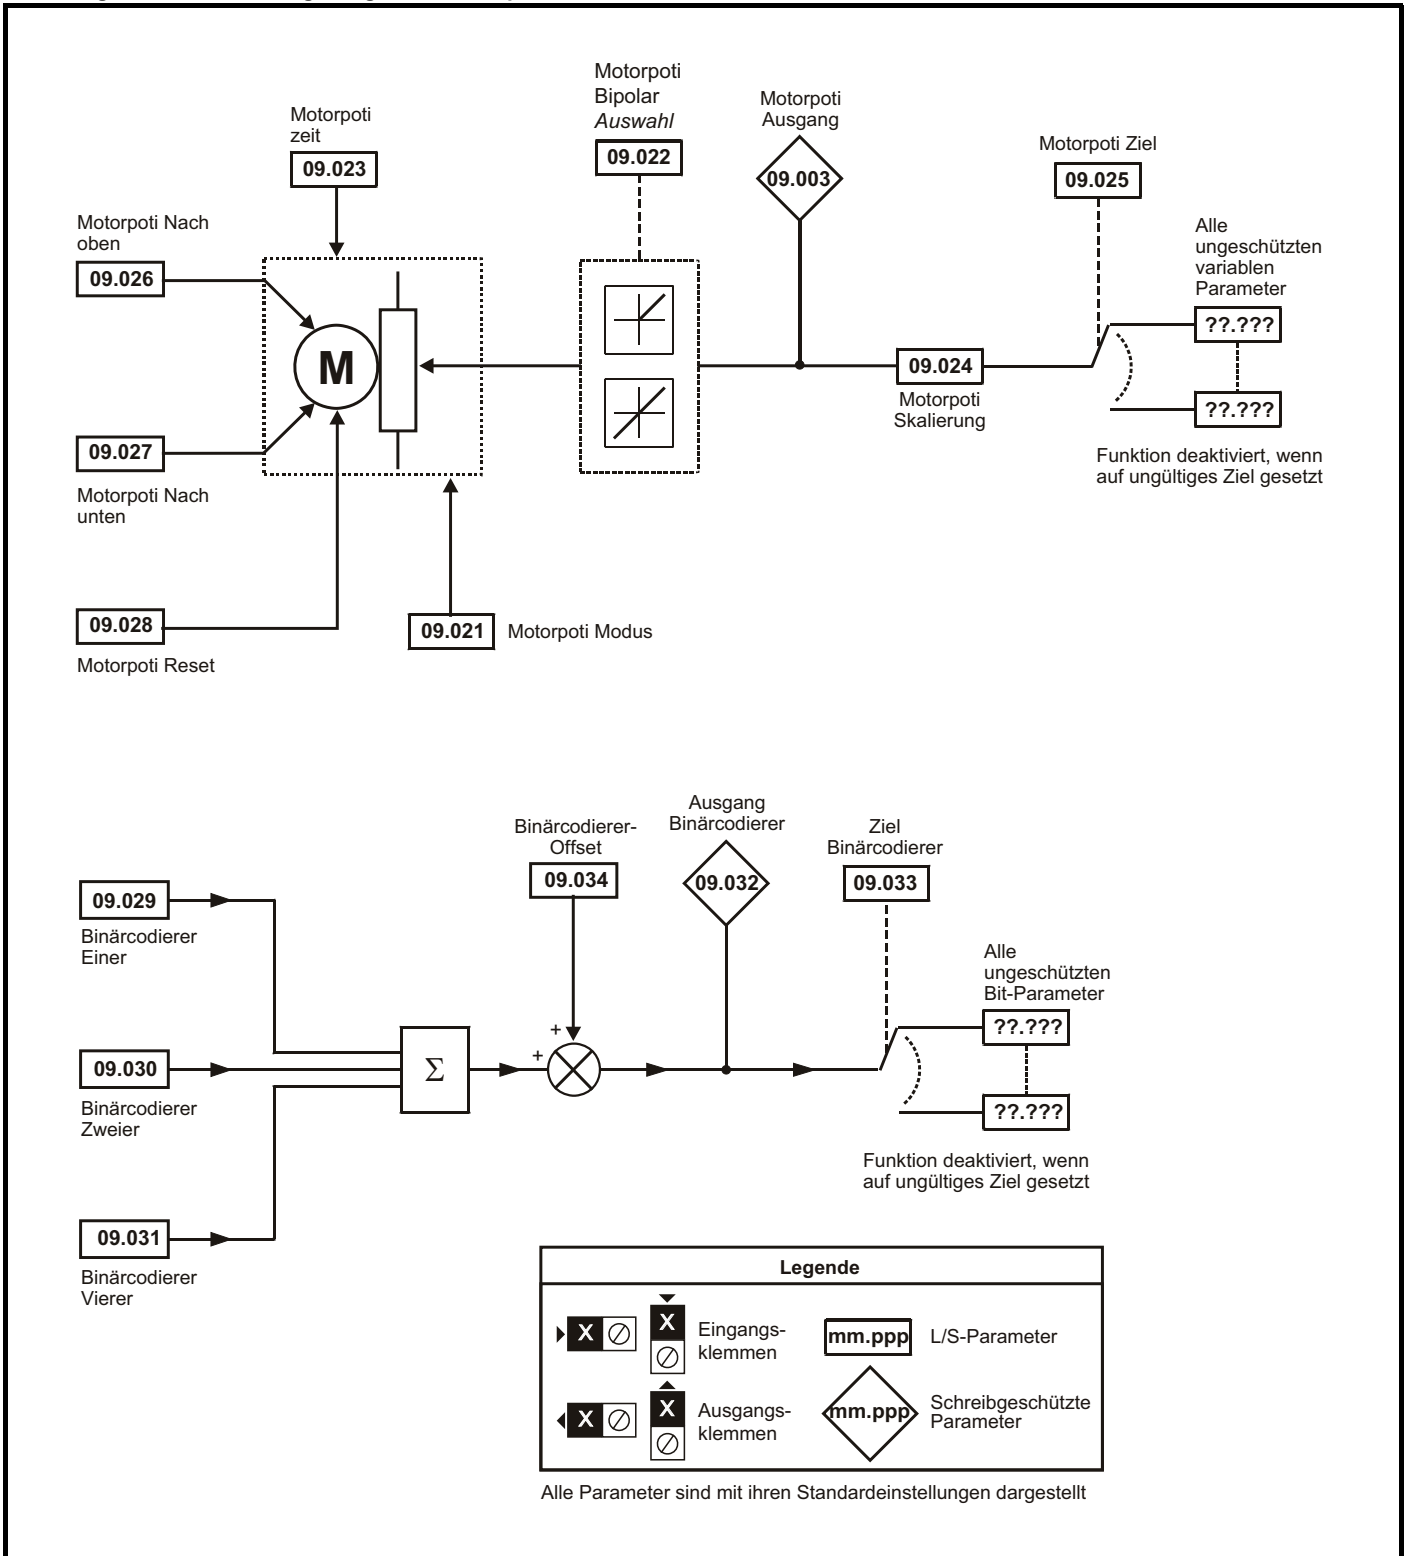 Motorpoti
zeit
09.023
Motorpoti
Bipolar
Auswahl
09.022
Motorpoti
Ausgang
09.003
Motorpoti Ziel
09.025
Motorpoti Nach
oben
09.026
Alle
ungeschützten
variablen
Parameter
??.???
??.???
M
09.024
Motorpoti
Skalierung
09.027
Motorpoti Nach
unten
Funktion deaktiviert, wenn
auf ungültiges Ziel gesetzt
09.028
Motorpoti Reset
09.021
Motorpoti Modus
Binärcodierer-
Offset
09.034
Ausgang
Binärcodierer
09.032
Ziel
Binärcodierer
09.033
09.029
Binärcodierer
Einer
Alle
ungeschützten
Bit-Parameter
??.???
??.???
09.030
Binärcodierer
Zweier
Σ
+
+
Funktion deaktiviert, wenn
auf ungültiges Ziel gesetzt
09.031
Binärcodierer
Vierer
Legende
X
X
Eingangs-
klemmen
mm.ppp
L/S-Parameter
X
X
Ausgangs-
klemmen
mm.ppp
Schreibgeschützte
Parameter
Alle Parameter sind mit ihren Standardeinstellungen dargestellt